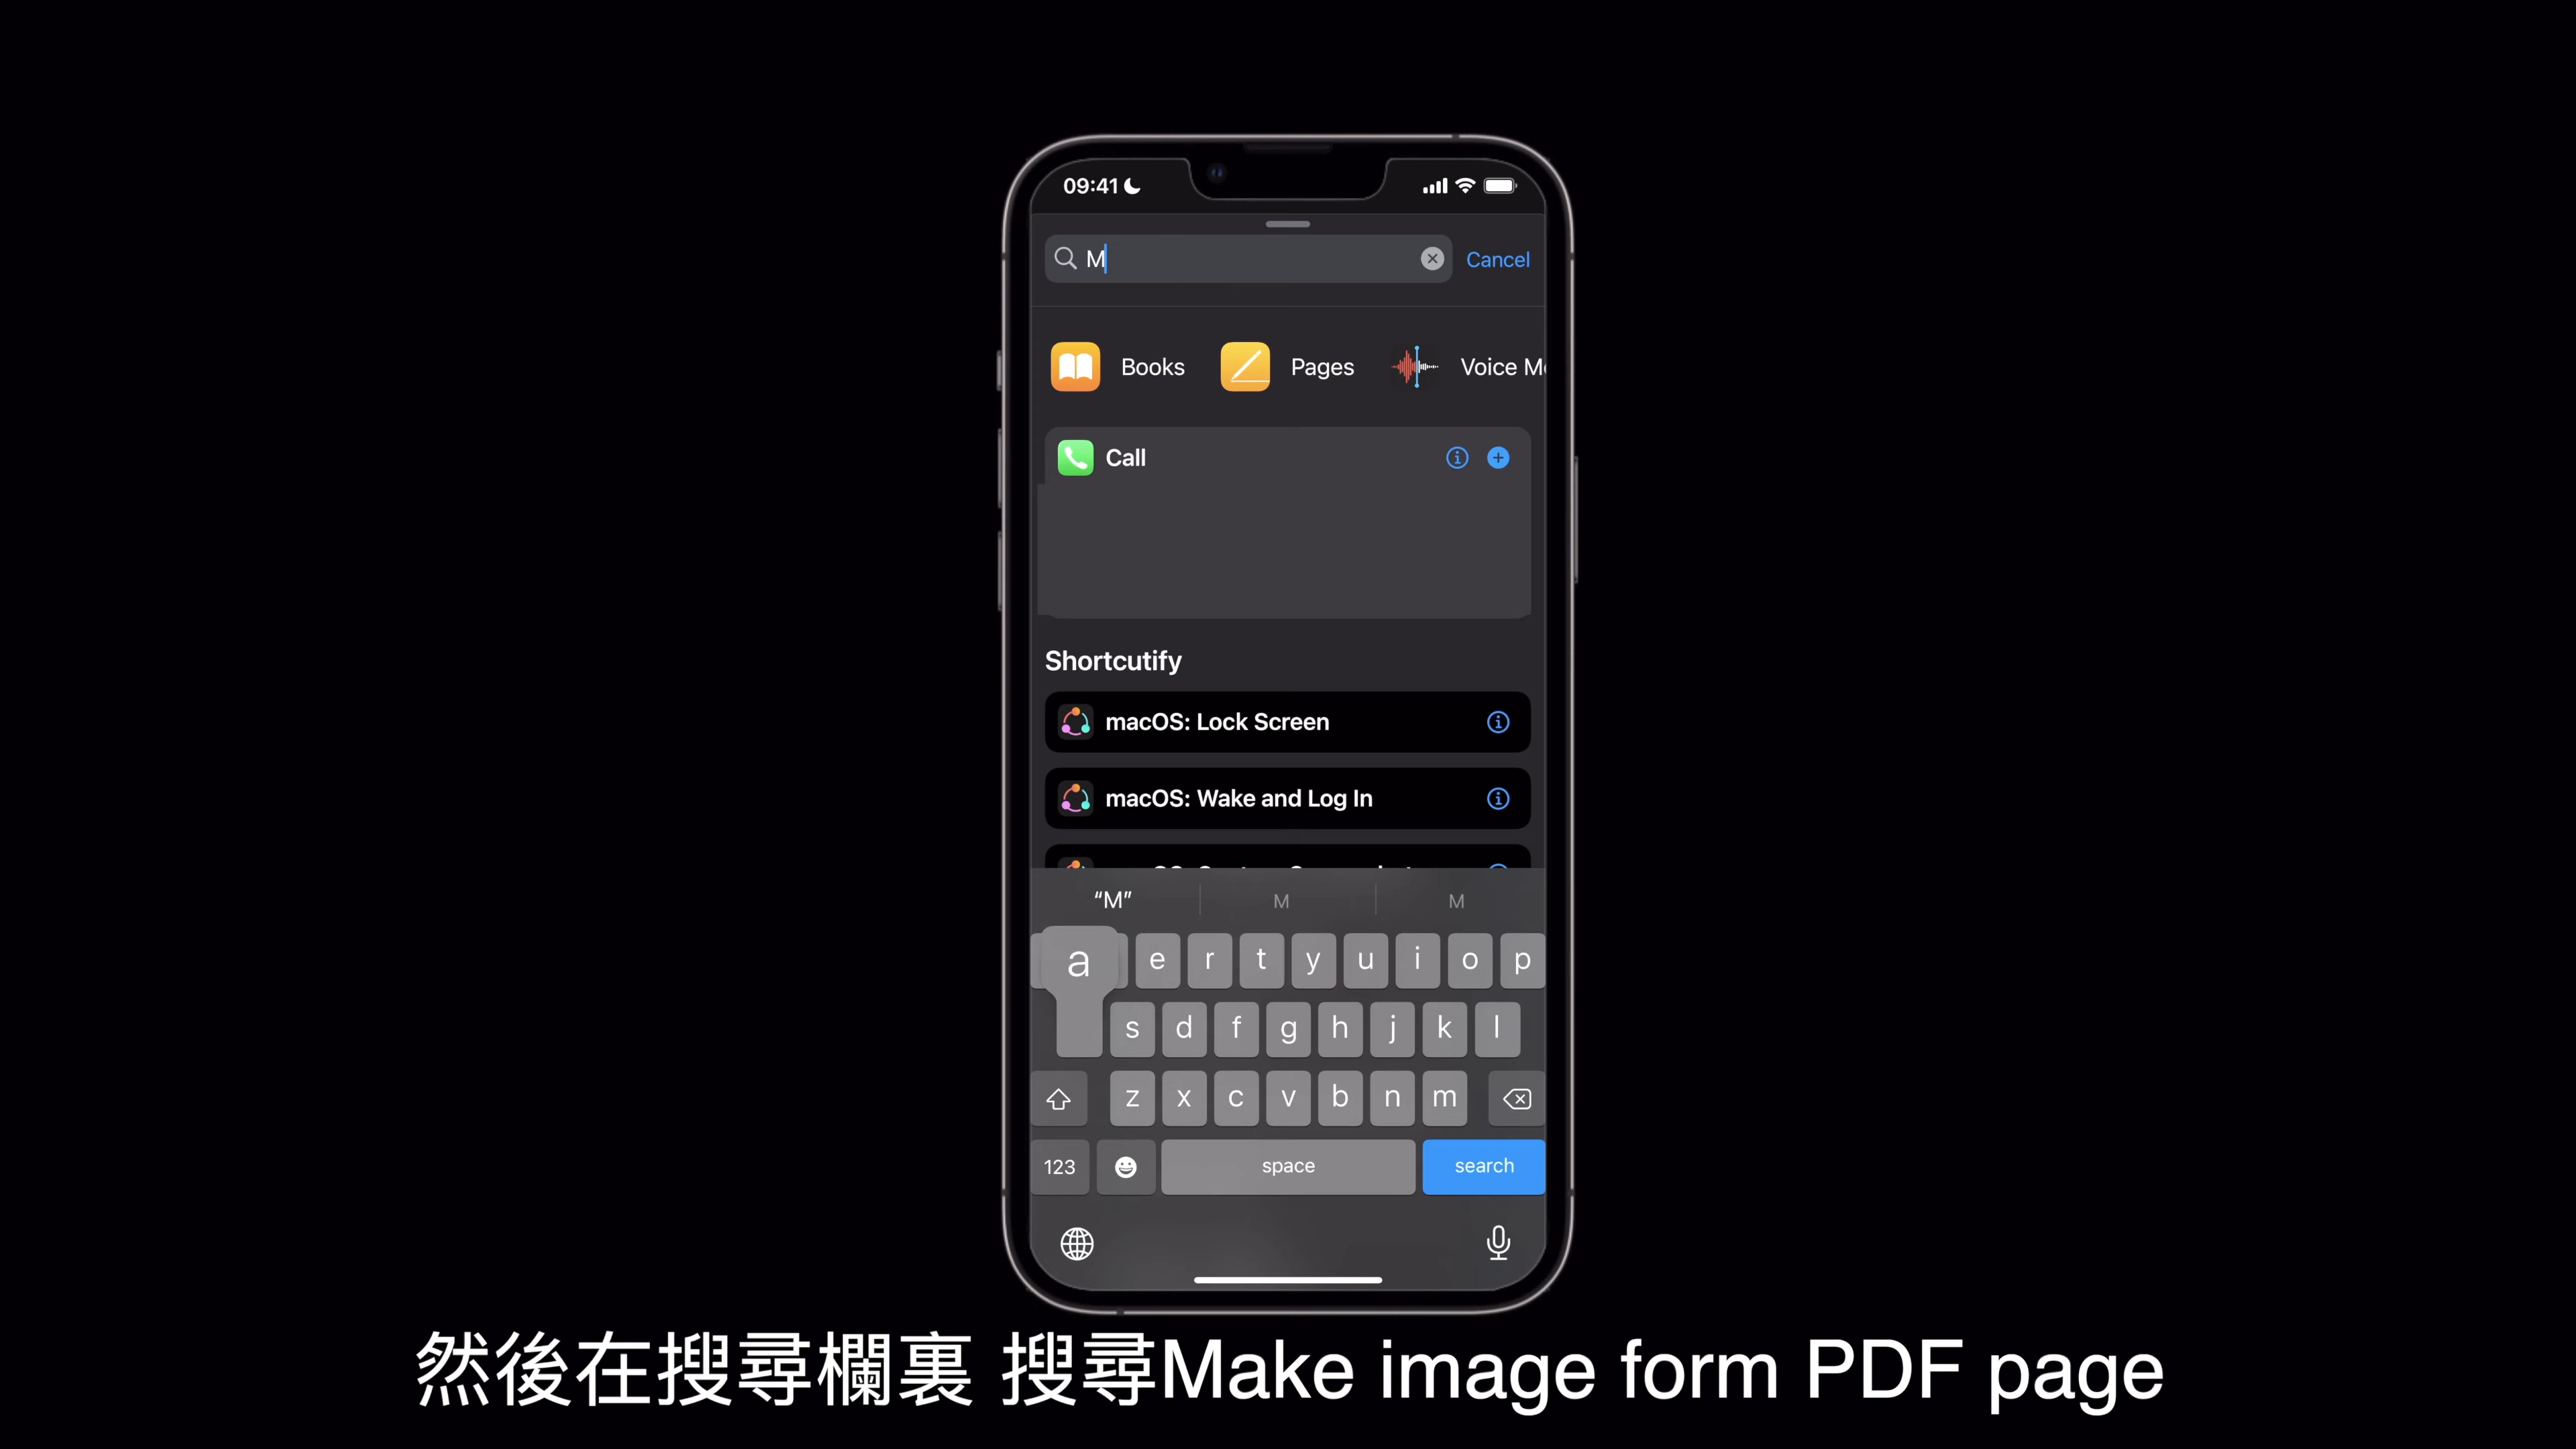 09:41
M
Cancel
Books
Pages
Voice M
Call
Shortcutify
macOS: Lock Screen
macOS: Wake and Log In
“M”
M
M
a
e
r
t
y
u
i
o
p
s
d
f
g
h
j
k
l
z
x
c
v
b
n
m
123
space
search
然後在搜尋欄裏 搜尋Make image form PDF page